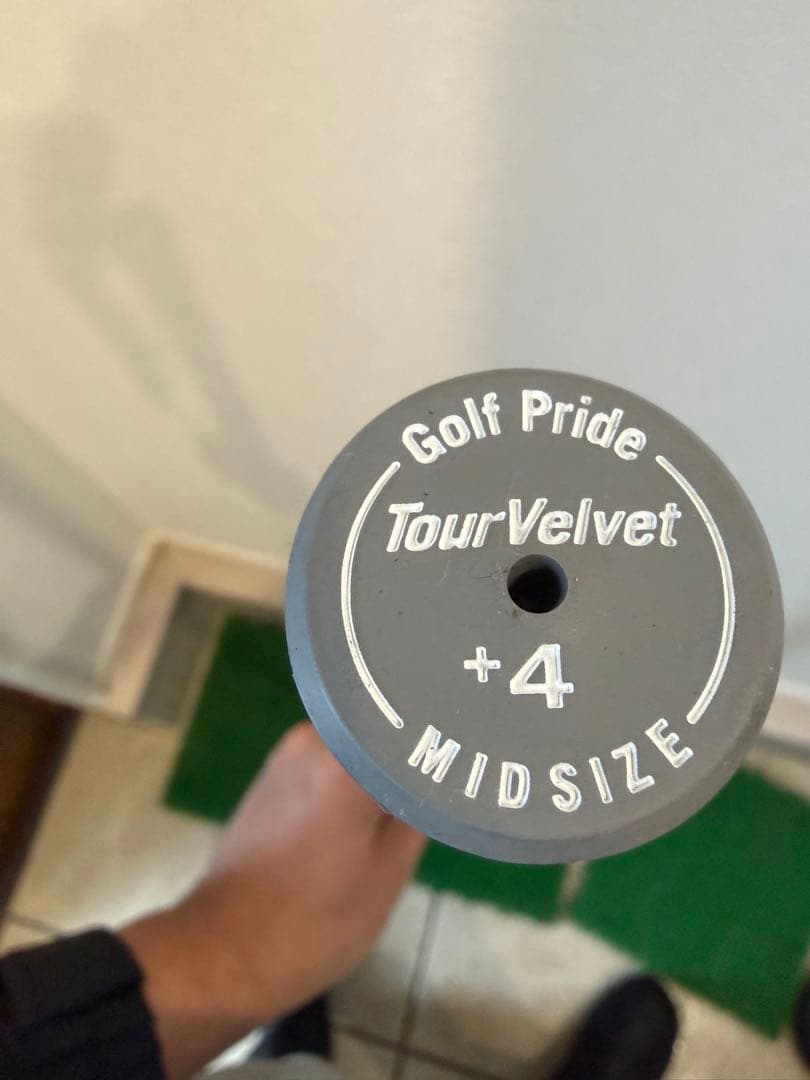 Golf Pride
TourVelvet
+4
MIDSIZE